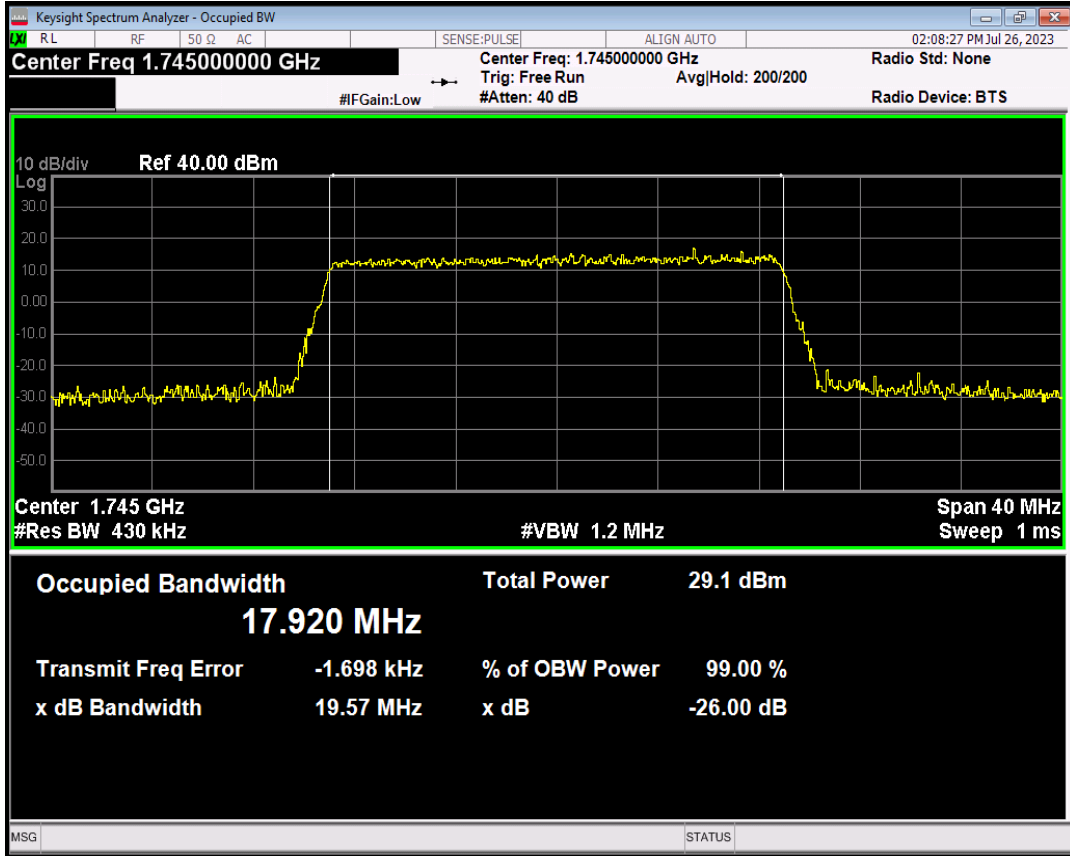 Keysight Spectrum Analyzer - Occupied BW
LXI RL RF 50 Ω AC SENSE:PULSE ALIGN AUTO 02:08:27 PM Jul 26, 2023
Center Freq 1.745000000 GHz
Center Freq: 1.745000000 GHz
Radio Std: None
Trig: Free Run
Avg|Hold: 200/200
#IFGain:Low
#Atten: 40 dB
Radio Device: BTS
10 dB/div
Ref 40.00 dBm
Log
30.0
20.0
10.0
0.00
-10.0
-20.0
-30.0
-40.0
-50.0
Center 1.745 GHz
Span 40 MHz
#Res BW 430 kHz
#VBW 1.2 MHz
Sweep 1 ms
Occupied Bandwidth
Total Power 29.1 dBm
17.920 MHz
Transmit Freq Error -1.698 kHz
% of OBW Power 99.00 %
x dB Bandwidth 19.57 MHz
x dB -26.00 dB
MSG
STATUS